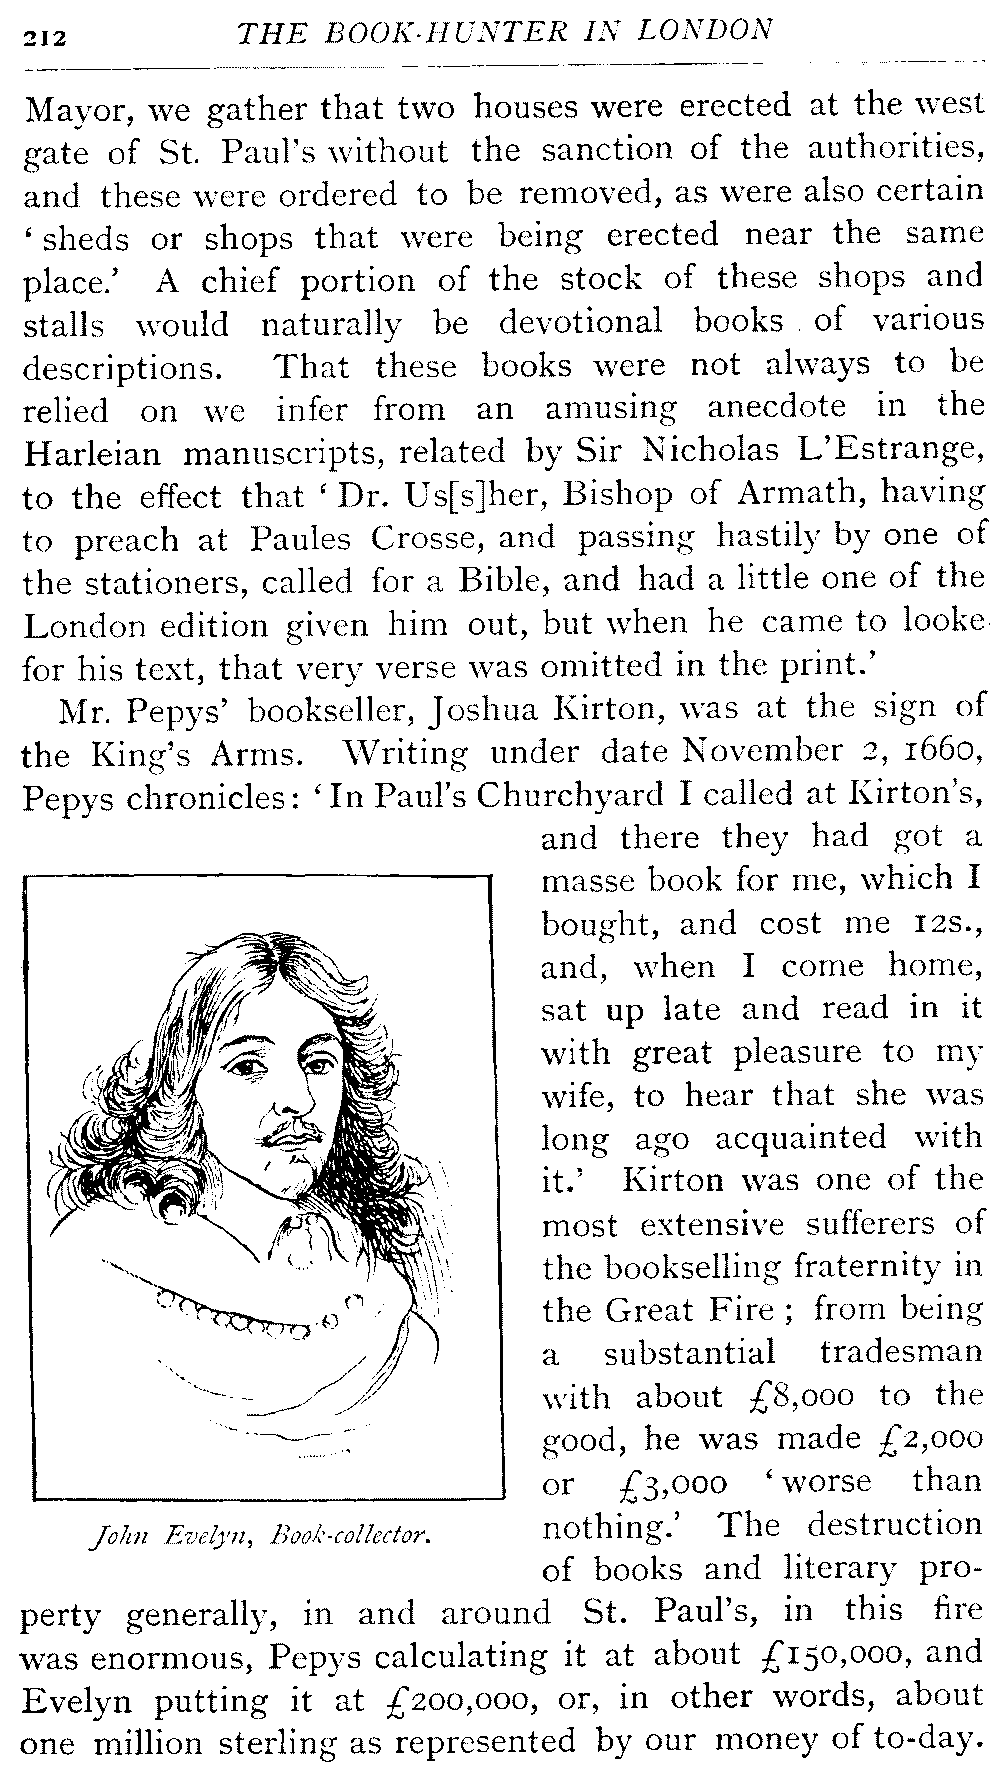 212 THE BOOK-HUNTER IN LONDON
Mayor, we gather that two houses were erected at the west
gate of St. Paul's without the sanction of the authorities,
and these were ordered to be removed, as were also certain
‘ sheds or shops that were being erected near the same
place.’ A chief portion of the stock of these shops and
stalls would naturally be devotional books of various
descriptions. That these books were not always to be
relied on we infer from an amusing anecdote in the
Harleian manuscripts, related by Sir Nicholas L'Estrange,
to the effect that ‘ Dr. Us[s]her, Bishop of Armath, having
to preach at Paules Crosse, and passing hastily by one of
the stationers, called for a Bible, and had a little one of the
London edition given him out, but when he came to looke
for his text, that very verse was omitted in the print.’
Mr. Pepys’ bookseller, Joshua Kirton, was at the sign of
the King's Arms. Writing under date November 2, 1660,
Pepys chronicles: ‘ In Paul's Churchyard I called at Kirton's,
and there they had got a
masse book for me, which I
bought, and cost me 12s.,
and, when I come home,
sat up late and read in it
with great pleasure to my
wife, to hear that she was
long ago acquainted with
it.’ Kirton was one of the
most extensive sufferers of
the bookselling fraternity in
the Great Fire ; from being
a substantial tradesman
with about £8,000 to the
good, he was made £2,000
or £3,000 ‘ worse than
nothing.’ The destruction
of books and literary pro-
perty generally, in and around St. Paul's, in this fire
was enormous, Pepys calculating it at about £150,000, and
Evelyn putting it at £200,000, or, in other words, about
one million sterling as represented by our money of to-day.
John Evelyn, Book-collector.